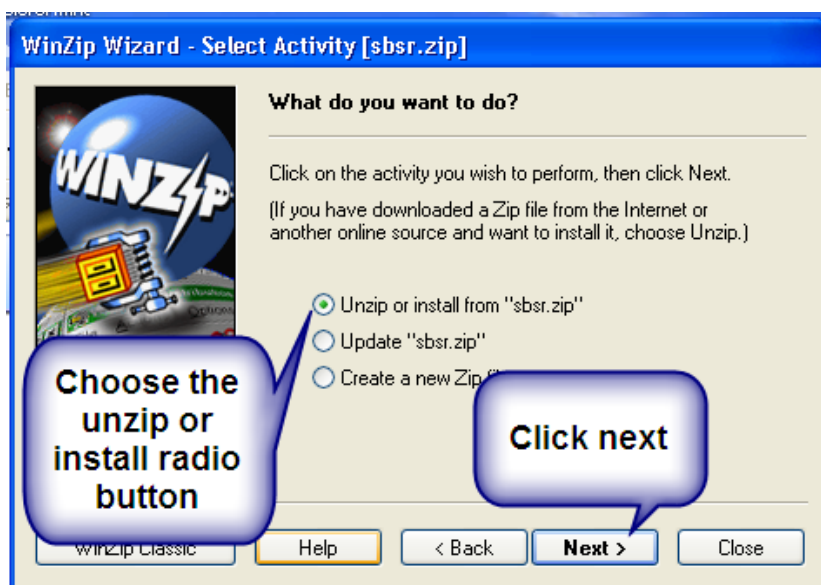 WinZip Wizard - Select Activity [sbsr.zip]
What do you want to do?
WINZIP
Click on the activity you wish to perform, then click Next.
(If you have downloaded a Zip file from the Internet or
another online source and want to install it, choose Unzip.)
Options
Unzip or install from "sbsr.zip"
Update "sbsr.zip"
Create a new Zip
Choose the
unzip or
install radio
button
Click next
WinZip Classic
Help
< Back
Next >
Close